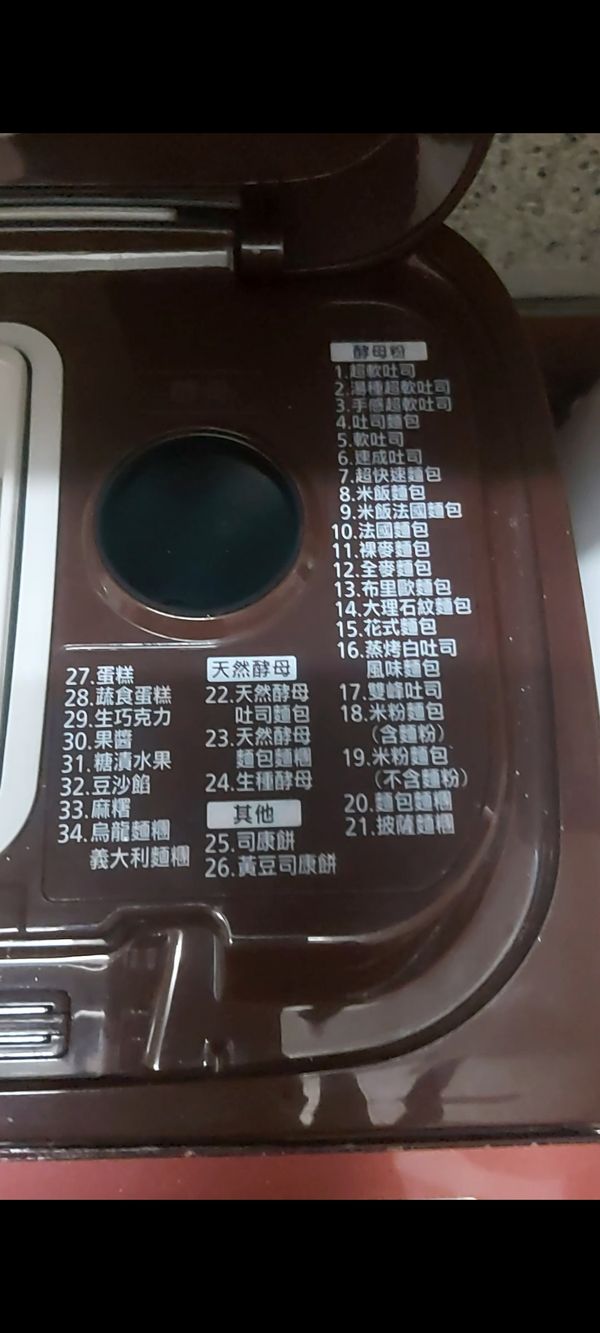 酵母粉
1.超軟吐司
2.湯種超軟吐司
3.手感超軟吐司
4.吐司麵包
5.軟吐司
6.速成吐司
7.超快速麵包
8.米飯麵包
9.米飯法國麵包
10.法國麵包
11.裸麥麵包
12.全麥麵包
13.布里歐麵包
14.大理石紋麵包
15.花式麵包
16.蒸烤白吐司
風味麵包
17.雙峰吐司
18.米粉麵包
（含麵粉）
19.米粉麵包
（不含麵粉）
20.麵包麵糰
21.披薩麵糰
天然酵母
22.天然酵母
吐司麵包
23.天然酵母
麵包麵糰
24.生種酵母
其他
25.司康餅
26.黃豆司康餅
27.蛋糕
28.蔬食蛋糕
29.生巧克力
30.果醬
31.糖漬水果
32.豆沙餡
33.麻糬
34.烏龍麵糰
義大利麵糰